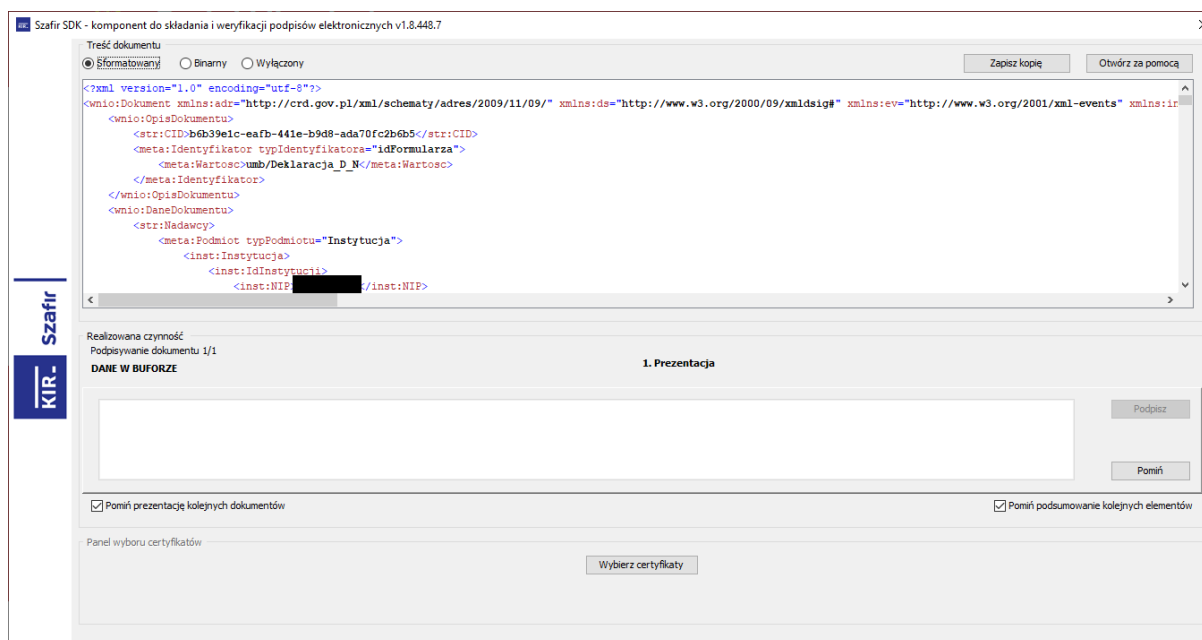 KIR Szafir SDK - komponent do składania i weryfikacji podpisów elektronicznych v1.8.448.7
Treść dokumentu
Sformatowany Binarny Wyłączony Zapisz kopię Otwórz za pomocą
<?xml version="1.0" encoding="utf-8"?>
<wnio:Dokument xmlns:adr="http://crd.gov.pl/xml/schematy/adres/2009/11/09/" xmlns:ds="http://www.w3.org/2000/09/xmldsig#" xmlns:ev="http://www.w3.org/2001/xml-events" xmlns:ir
<wnio:OpisDokumentu>
<str:CID>b6b39e1c-eafb-441e-b9d8-ada70fc2b6b5</str:CID>
<meta:Identyfikator typIdentyfikatora="idFormularza">
<meta:Wartosc>umb/Deklaracja_D_N</meta:Wartosc>
</meta:Identyfikator>
</wnio:OpisDokumentu>
<wnio:DaneDokumentu>
<str:Nadawcy>
<meta:Podmiot typPodmiotu="Instytucja">
<inst:Instytucja>
<inst:IdInstytucji>
<inst:NIP> </inst:NIP>
Szafir
KIR
Realizowana czynność
Podpisywanie dokumentu 1/1
DANE W BUFORZE
1. Prezentacja
Podpisz
Pomiń
Pomiń prezentację kolejnych dokumentów Pomiń podsumowanie kolejnych elementów
Panel wyboru certyfikatów
Wybierz certyfikaty